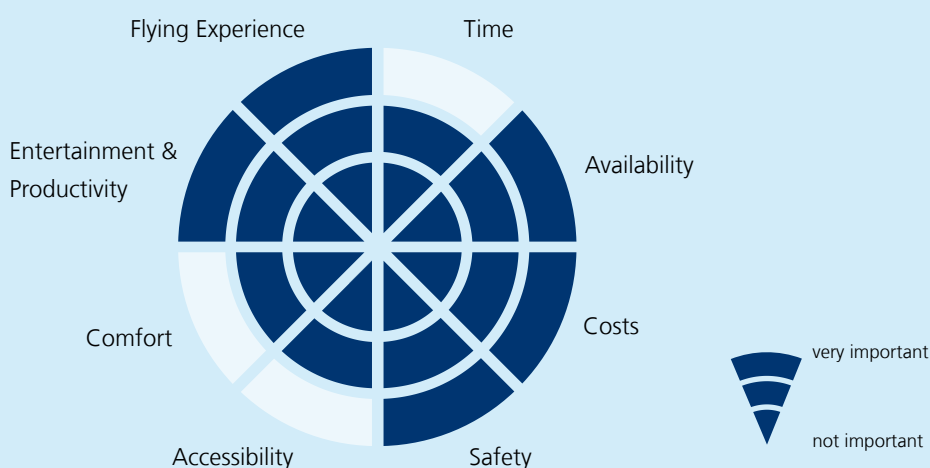 Flying Experience
Time
Entertainment &
Productivity
Availability
Comfort
Costs
Accessibility
Safety
very important
not important